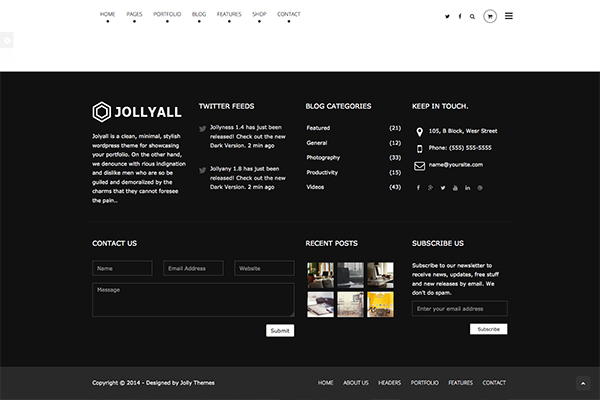 HOME PAGES PORTFOLIO BLOG FEATURES SHOP CONTACT
JOLLYALL
Jolyall is a clean, minimal, stylish
wordpress theme for showcasing
your portfolio. On the other hand,
we denounce with rious indignation
and dislike men who are so be
guiled and demoralized by the
charms that they cannot foresee
the pain..
TWITTER FEEDS
Jollyness 1.4 has just been
released! Check out the new
Dark Version. 2 min ago
Jollyany 1.8 has just been
released! Check out the new
Dark Version. 2 min ago
BLOG CATEGORIES
Featured (21)
General (12)
Photography (33)
Productivity (15)
Videos (43)
KEEP IN TOUCH.
105, B Block, Wesr Street
Phone: (555) 555-5555
name@yoursite.com
CONTACT US
Name Email Address Website
Message
Submit
RECENT POSTS
SUBSCRIBE US
Subscribe to our newsletter to
receive news, updates, free stuff
and new releases by email. We
don't do spam.
Enter your email address
Subscribe
Copyright © 2014 - Designed by Jolly Themes
HOME ABOUT US HEADERS PORTFOLIO FEATURES CONTACT